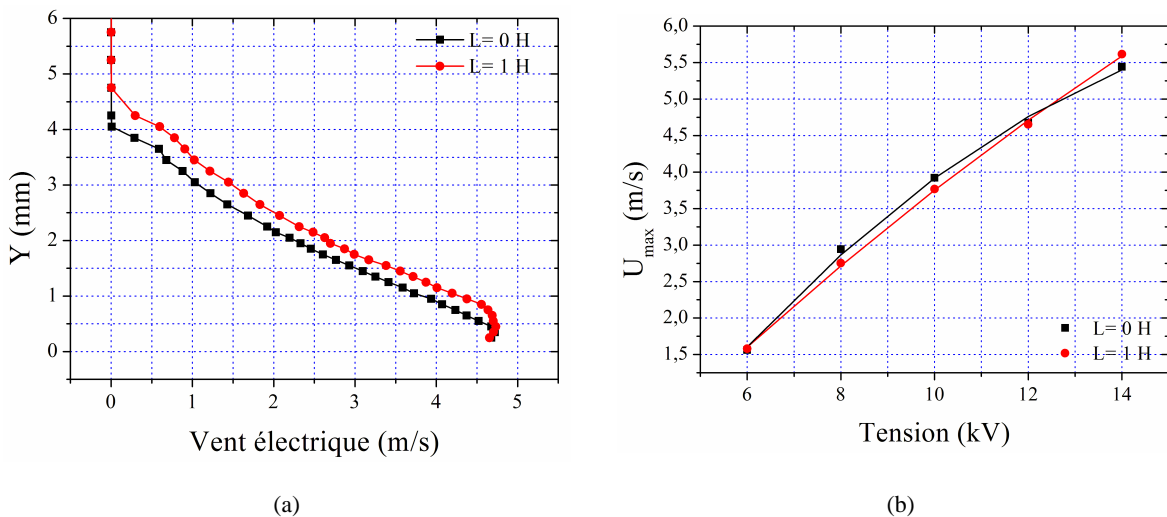 6
5
4
3
2
1
0
Y (mm)
L= 0 H
L= 1 H
0 1 2 3 4 5
Vent électrique (m/s)
(a)
6,0
5,5
5,0
4,5
4,0
3,5
3,0
2,5
2,0
1,5
Umax (m/s)
L= 0 H
L= 1 H
6 8 10 12 14
Tension (kV)
(b)